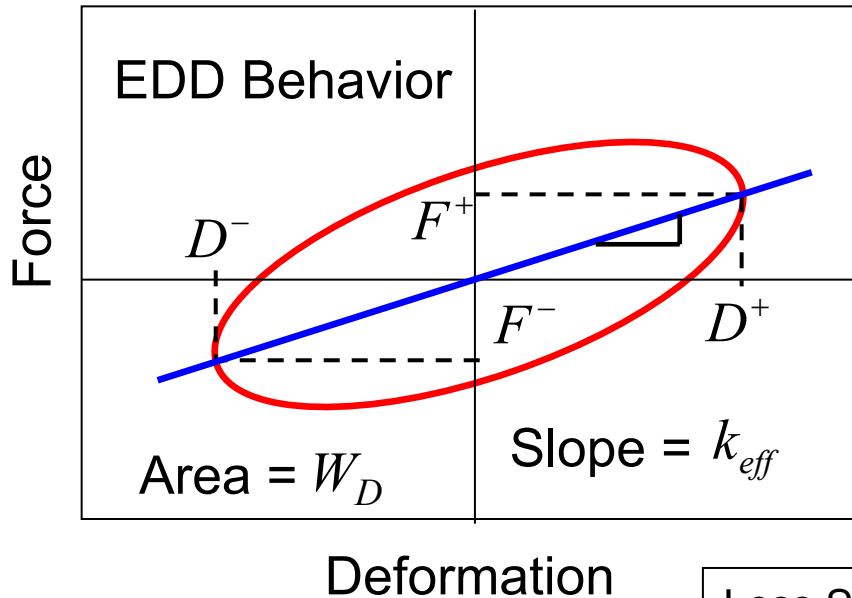 EDD Behavior
Force
D⁻
F⁺
F⁻
D⁺
Slope = k_eff
Area = W_D
Deformation